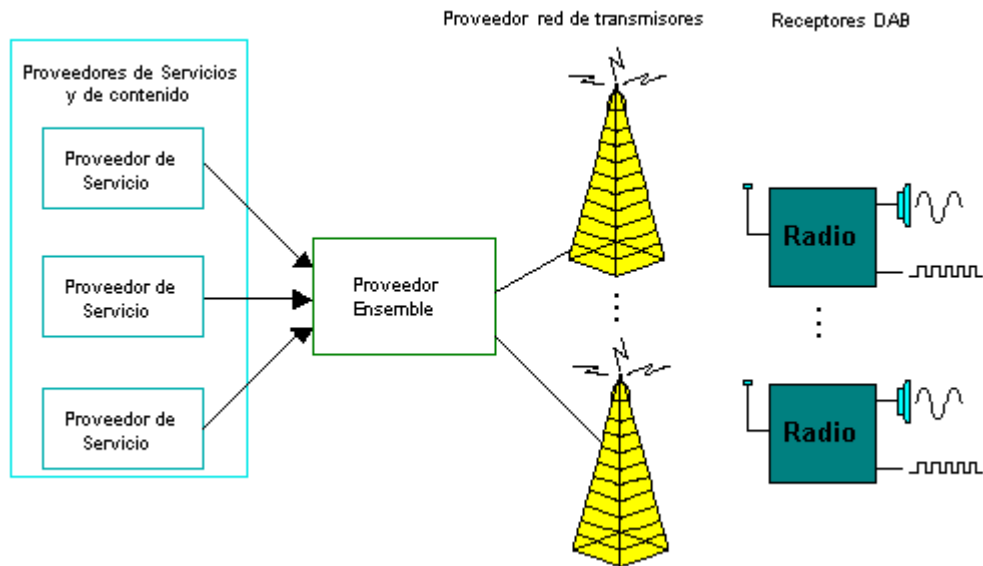 Proveedor red de transmisores
Receptores DAB
Proveedores de Servicios
y de contenido
Proveedor de
Servicio
Proveedor de
Servicio
Proveedor de
Servicio
Proveedor
Ensemble
Radio
Radio